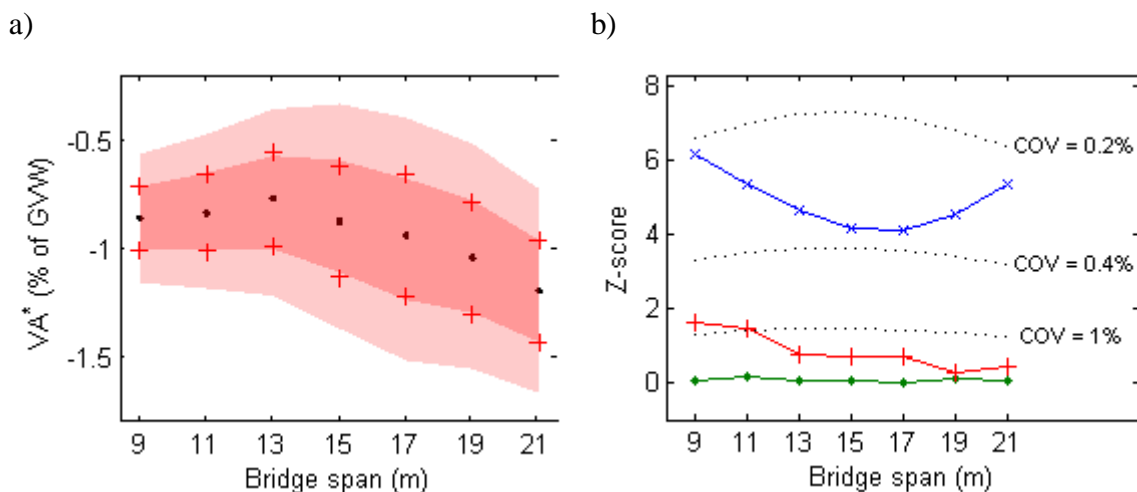 a)
-0.5
-1
-1.5
VA* (% of GVW)
9 11 13 15 17 19 21
Bridge span (m)
b)
8
6
4
2
0
Z-score
COV = 0.2%
COV = 0.4%
COV = 1%
9 11 13 15 17 19 21
Bridge span (m)